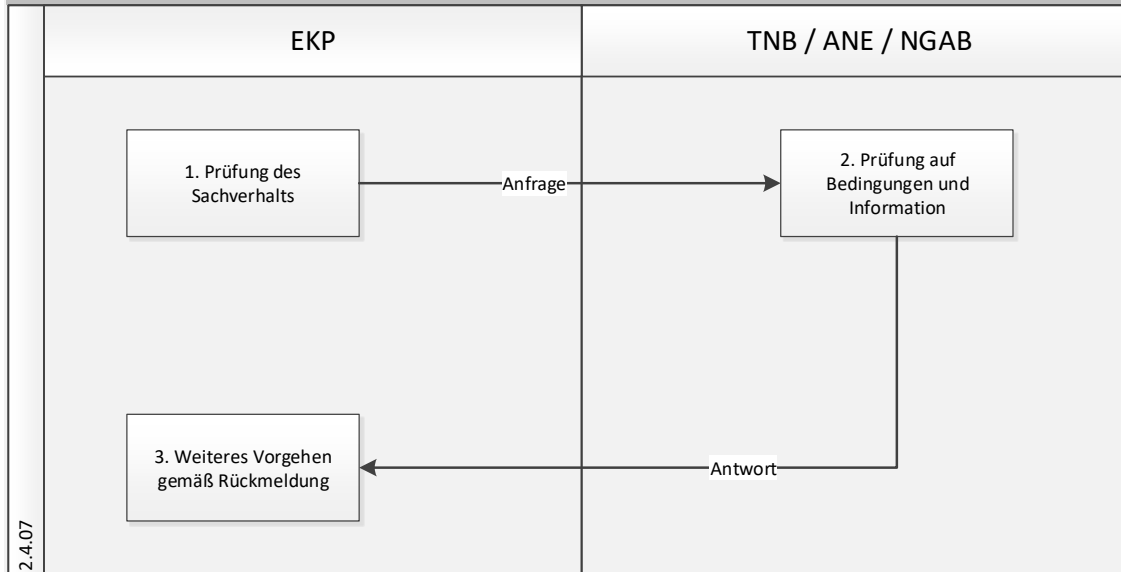 EKP
TNB / ANE / NGAB
1. Prüfung des
Sachverhalts
Anfrage
2. Prüfung auf
Bedingungen und
Information
3. Weiteres Vorgehen
gemäß Rückmeldung
Antwort
2.4.07